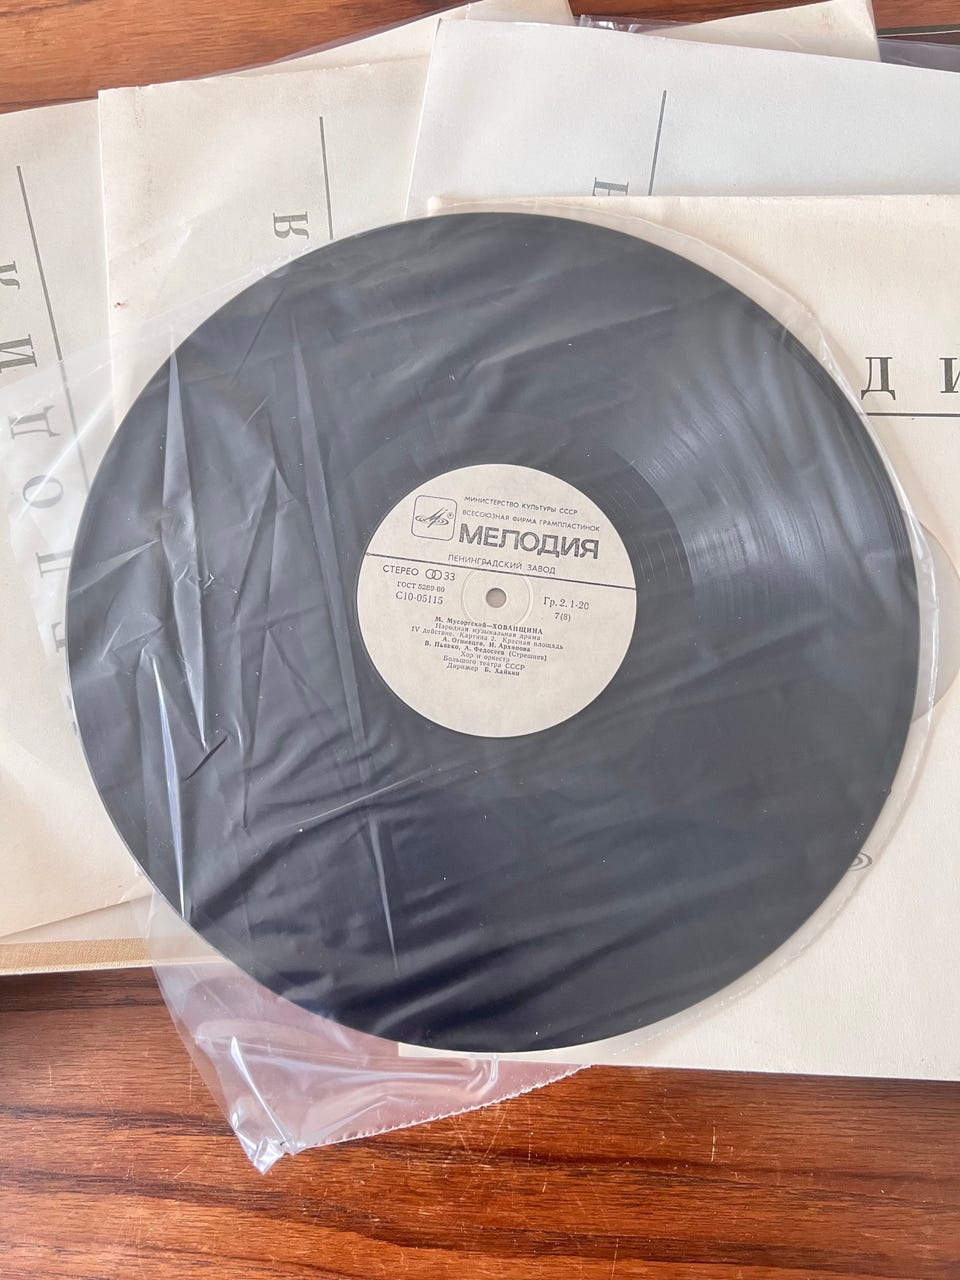 К
Н
Д И
К И Д О Л Е
МИНИСТЕРСТВО КУЛЬТУРЫ СССР
ВСЕСОЮЗНАЯ ФИРМА ГРАМПЛАСТИНОК
МЕЛОДИЯ
ЛЕНИНГРАДСКИЙ ЗАВОД
СТЕРЕО 33
ГОСТ 5289-80
С10-05115
Гр. 2. 1-20
7(8)
М. Мусоргский—ХОВАНЩИНА
Народная музыкальная драма
IV действие. Картина 2. Красная площадь
А. Огнивцев, И. Архипова
В. Пьявко, А. Федосеев (Стрешнев)
Хор и оркестр
Большого театра СССР
Дирижер Б. Хайкин